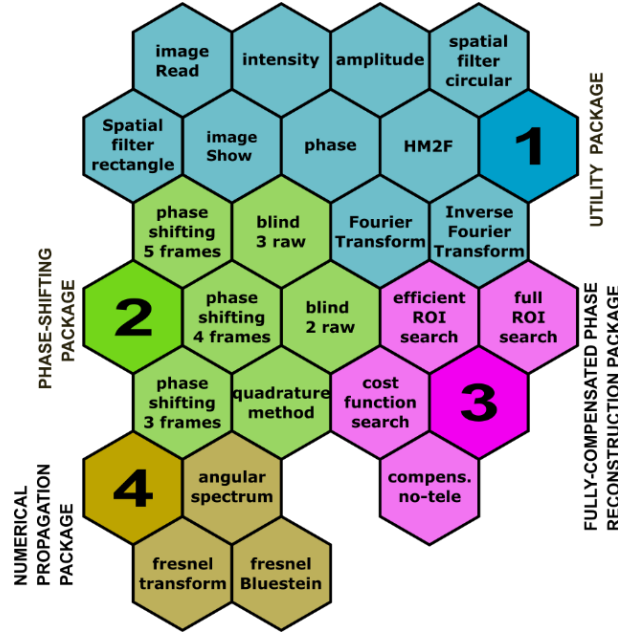 image
Read
intensity
amplitude
spatial
filter
circular
Spatial
filter
rectangle
image
Show
phase
HM2F
1
UTILITY PACKAGE
phase
shifting
5 frames
blind
3 raw
Fourier
Transform
Inverse
Fourier
Transform
PHASE-SHIFTING
PACKAGE
2
phase
shifting
4 frames
blind
2 raw
efficient
ROI
search
full
ROI
search
phase
shifting
3 frames
quadrature
method
cost
function
search
3
FULLY-COMPENSATED PHASE
RECONSTRUCTION PACKAGE
NUMERICAL
PROPAGATION
PACKAGE
4
angular
spectrum
compens.
no-tele
fresnel
transform
fresnel
Bluestein